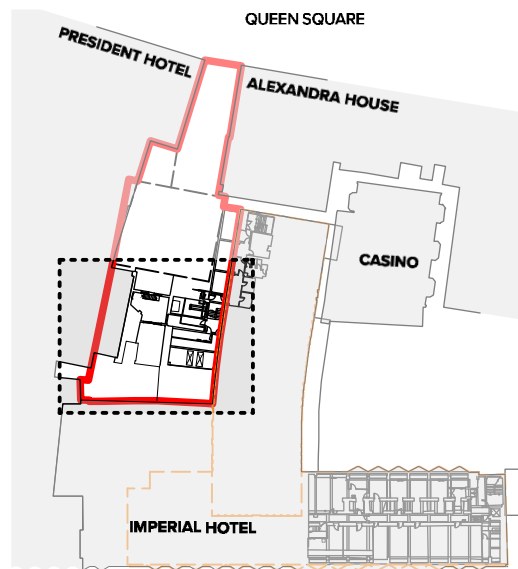 QUEEN SQUARE
PRESIDENT HOTEL
ALEXANDRA HOUSE
CASINO
IMPERIAL HOTEL